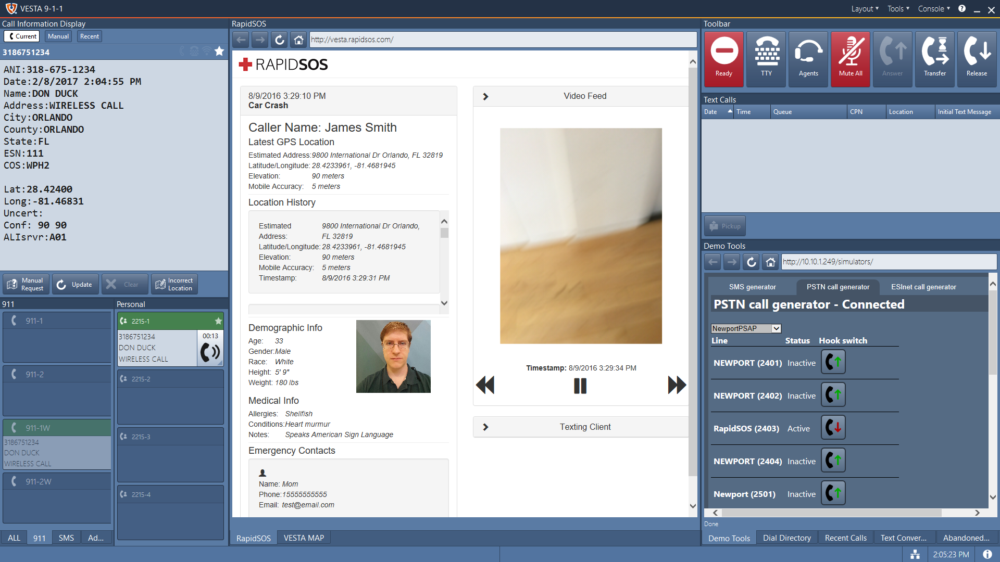 VESTA 9-1-1
Layout
Tools
Console
?
Call Information Display
Current
Manual
Recent
3186751234
ANI:318-675-1234
Date:2/8/2017 2:04:55 PM
Name:DON DUCK
Address:WIRELESS CALL
City:ORLANDO
County:ORLANDO
State:FL
ESN:111
COS:WPH2
Lat:28.42400
Long:-81.46831
Uncert:
Conf: 90 90
ALIsrvr:A01
Manual Request
Update
Clear
Incorrect Location
911
911-1
911-2
911-1W
3186751234
DON DUCK
WIRELESS CALL
911-2W
ALL
911
SMS
Ad...
Personal
2215-1
3186751234
DON DUCK
WIRELESS CALL
00:13
2215-2
2215-3
2215-4
RapidSOS
http://vesta.rapidsos.com/
RAPIDSOS
8/9/2016 3:29:10 PM
Car Crash
Caller Name: James Smith
Latest GPS Location
Estimated Address:9800 International Dr Orlando, FL 32819
Latitude/Longitude: 28.4233961, -81.4681945
Elevation: 90 meters
Mobile Accuracy: 5 meters
Location History
Estimated Address: 9800 International Dr Orlando, FL 32819
Latitude/Longitude: 28.4233961, -81.4681945
Elevation: 90 meters
Mobile Accuracy: 5 meters
Timestamp: 8/9/2016 3:29:31 PM
Demographic Info
Age: 33
Gender:Male
Race: White
Height: 5' 9"
Weight: 180 lbs
Medical Info
Allergies: Shellfish
Conditions:Heart murmur
Notes: Speaks American Sign Language
Emergency Contacts
Name: Mom
Phone:15555555555
Email: test@email.com
Video Feed
Timestamp: 8/9/2016 3:29:34 PM
Texting Client
RapidSOS
VESTA MAP
Toolbar
Ready
TTY
Agents
Mute All
Answer
Transfer
Release
Text Calls
Date
Time
Queue
CPN
Location
Initial Text Message
Pickup
Demo Tools
http://10.10.1.249/simulators/
SMS generator
PSTN call generator
ESInet call generator
PSTN call generator - Connected
NewportPSAP
Line Status Hook switch
NEWPORT (2401) Inactive
NEWPORT (2402) Inactive
RapidSOS (2403) Active
NEWPORT (2404) Inactive
Newport (2501) Inactive
Done
Demo Tools
Dial Directory
Recent Calls
Text Conver...
Abandoned...
2:05:23 PM